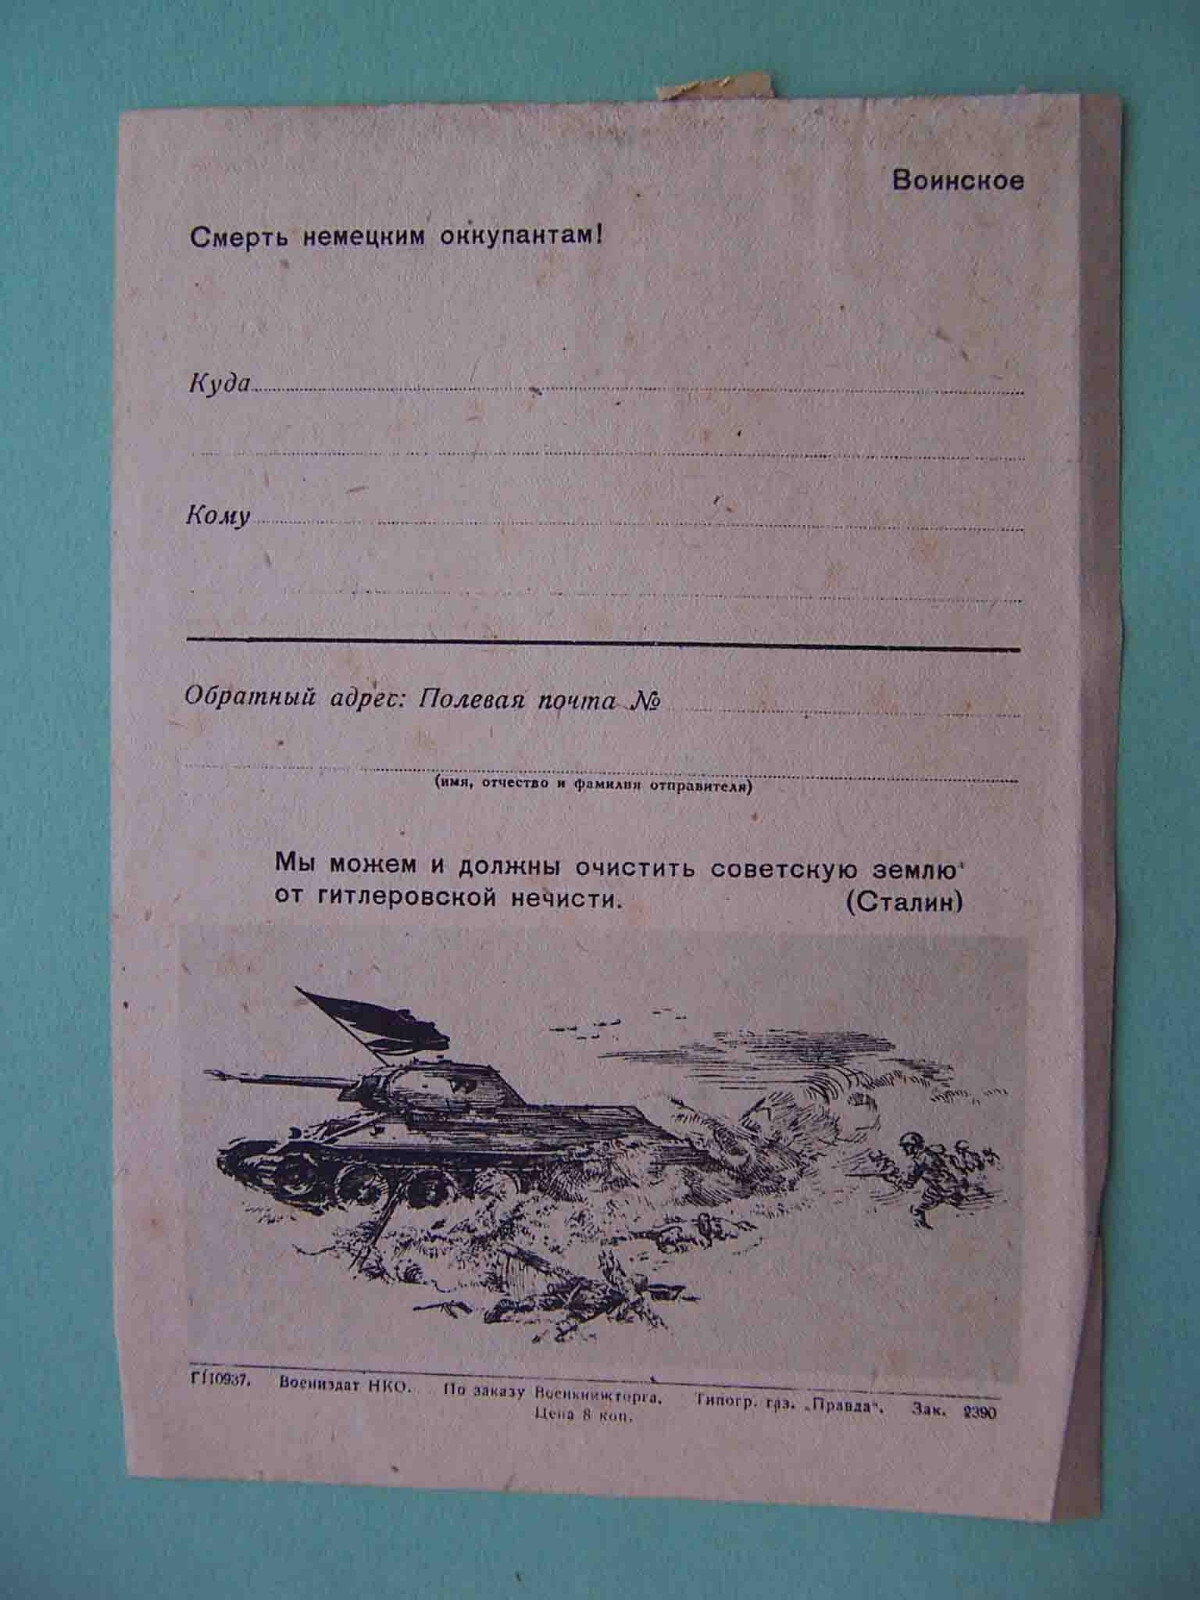 Воинское
Смерть немецким оккупантам!
Куда
Кому
Обратный адрес: Полевая почта №
(имя, отчество и фамилия отправителя)
Мы можем и должны очистить советскую землю
от гитлеровской нечисти. (Сталин)
Воениздат НКО. По заказу Военкнижторга. Типогр. газ. „Правда“. Зак. 2390
Цена 8 коп.